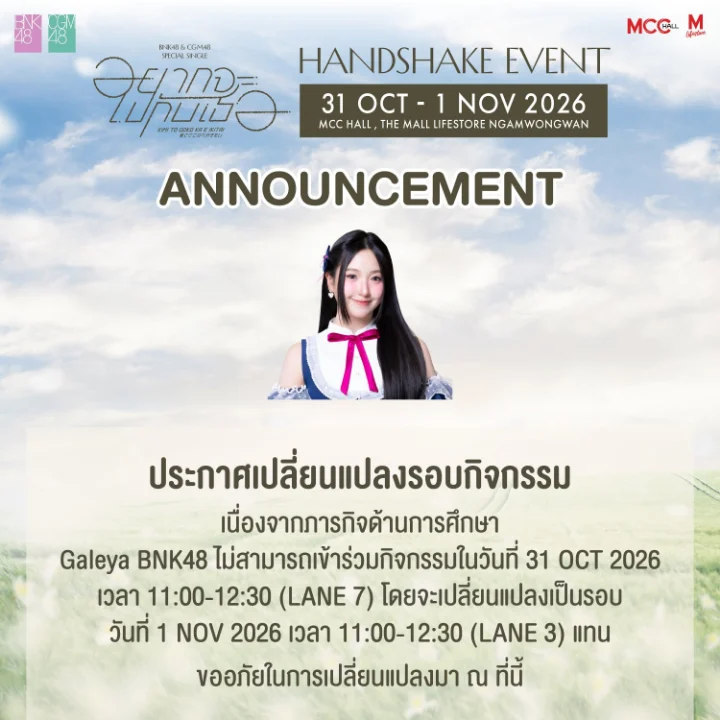 BNK48
CGM48
MCC HALL
M
lifestore
BNK48 & CGM48
SPECIAL SINGLE
อยากจะ
ไปกับเธอ
KIMI TO DOKO KA E IKITAI
HANDSHAKE EVENT
31 OCT - 1 NOV 2026
MCC HALL , THE MALL LIFESTORE NGAMWONGWAN
ANNOUNCEMENT
ประกาศเปลี่ยนแปลงรอบกิจกรรม
เนื่องจากภารกิจด้านการศึกษา
Galeya BNK48 ไม่สามารถเข้าร่วมกิจกรรมในวันที่ 31 OCT 2026
เวลา 11:00-12:30 (LANE 7) โดยจะเปลี่ยนแปลงเป็นรอบ
วันที่ 1 NOV 2026 เวลา 11:00-12:30 (LANE 3) แทน
ขออภัยในการเปลี่ยนแปลงมา ณ ที่นี้